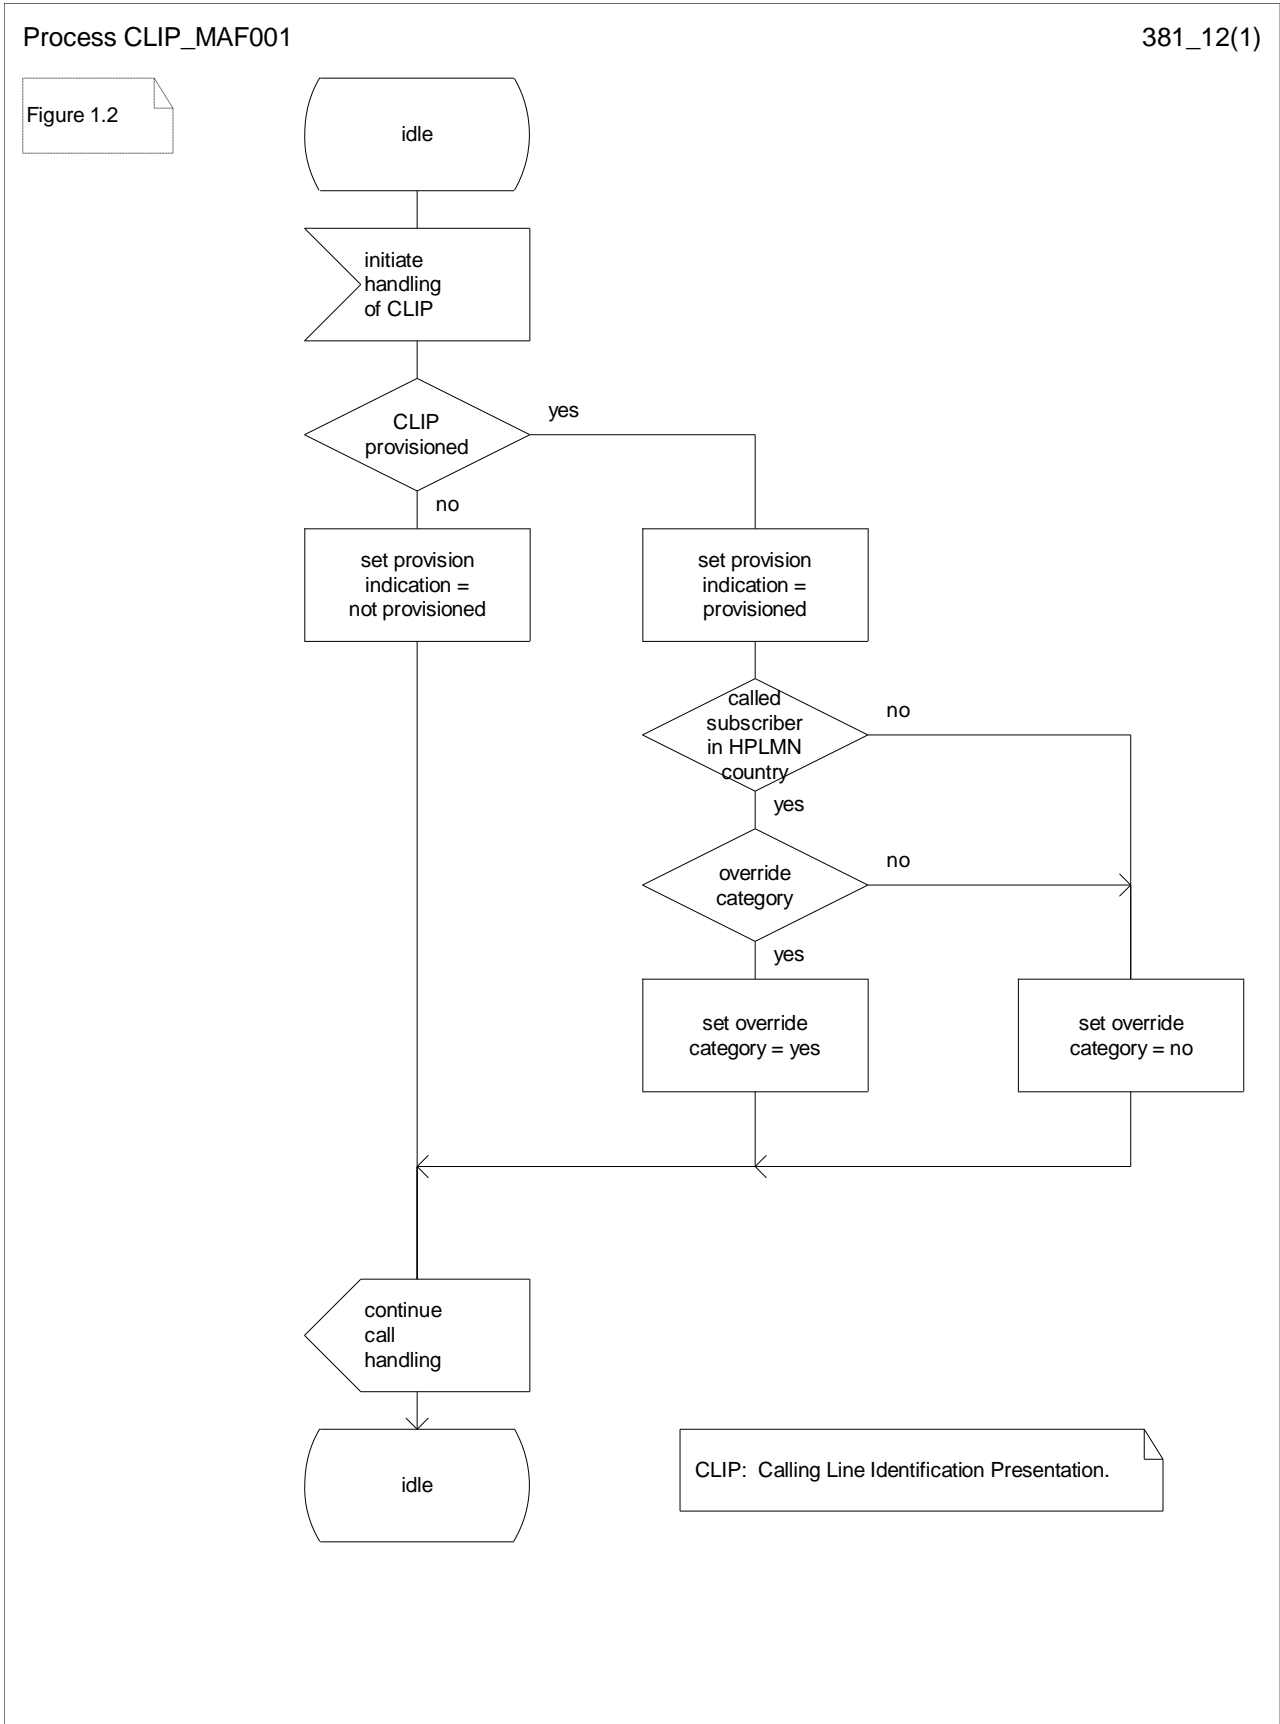 Process CLIP_MAF001
381_12(1)
Figure 1.2
idle
initiate
handling
of CLIP
CLIP
provisioned
yes
no
set provision
indication =
not provisioned
set provision
indication =
provisioned
called
subscriber
in HPLMN
country
no
yes
override
category
no
yes
set override
category = yes
set override
category = no
continue
call
handling
idle
CLIP:  Calling Line Identification Presentation.